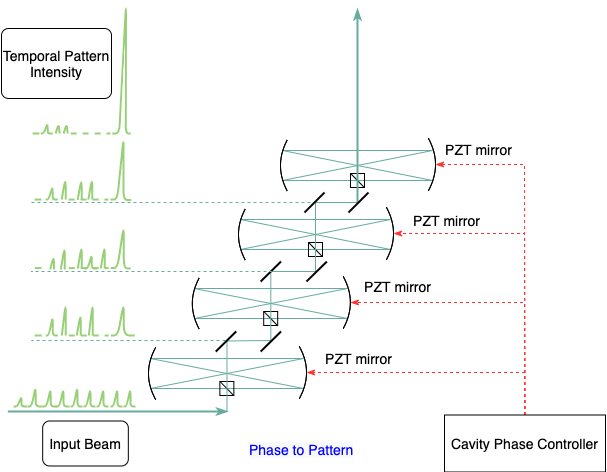 Temporal Pattern
Intensity
PZT mirror
PZT mirror
PZT mirror
PZT mirror
Input Beam
Phase to Pattern
Cavity Phase Controller